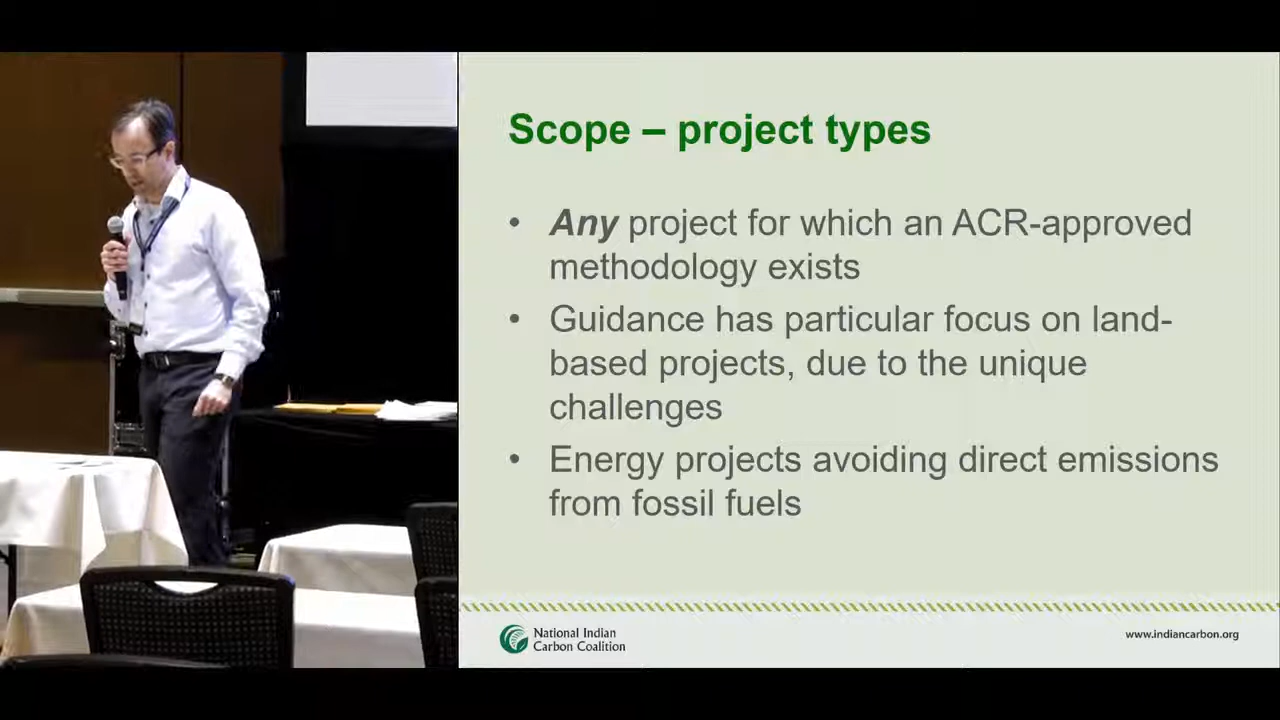 Scope – project types
• Any project for which an ACR-approved
methodology exists
• Guidance has particular focus on land-
based projects, due to the unique
challenges
• Energy projects avoiding direct emissions
from fossil fuels
National Indian
Carbon Coalition
www.indiancarbon.org